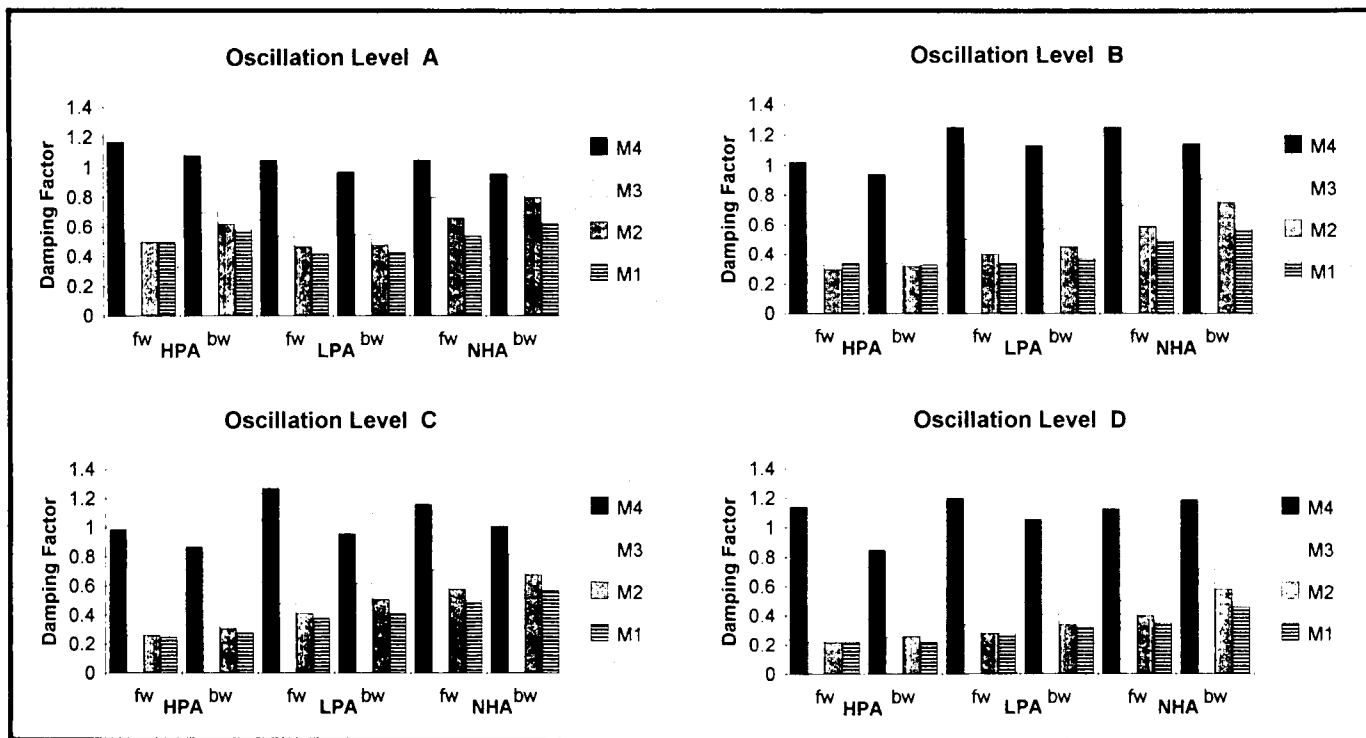 Oscillation Level A
Damping Factor
1.4
1.2
1
0.8
0.6
0.4
0.2
0
fw HPA bw fw LPA bw fw NHA bw
M4
M3
M2
M1
Oscillation Level B
Damping Factor
1.4
1.2
1
0.8
0.6
0.4
0.2
0
fw HPA bw fw LPA bw fw NHA bw
M4
M3
M2
M1
Oscillation Level C
Damping Factor
1.4
1.2
1
0.8
0.6
0.4
0.2
0
fw HPA bw fw LPA bw fw NHA bw
M4
M3
M2
M1
Oscillation Level D
Damping Factor
1.4
1.2
1
0.8
0.6
0.4
0.2
0
fw HPA bw fw LPA bw fw NHA bw
M4
M3
M2
M1